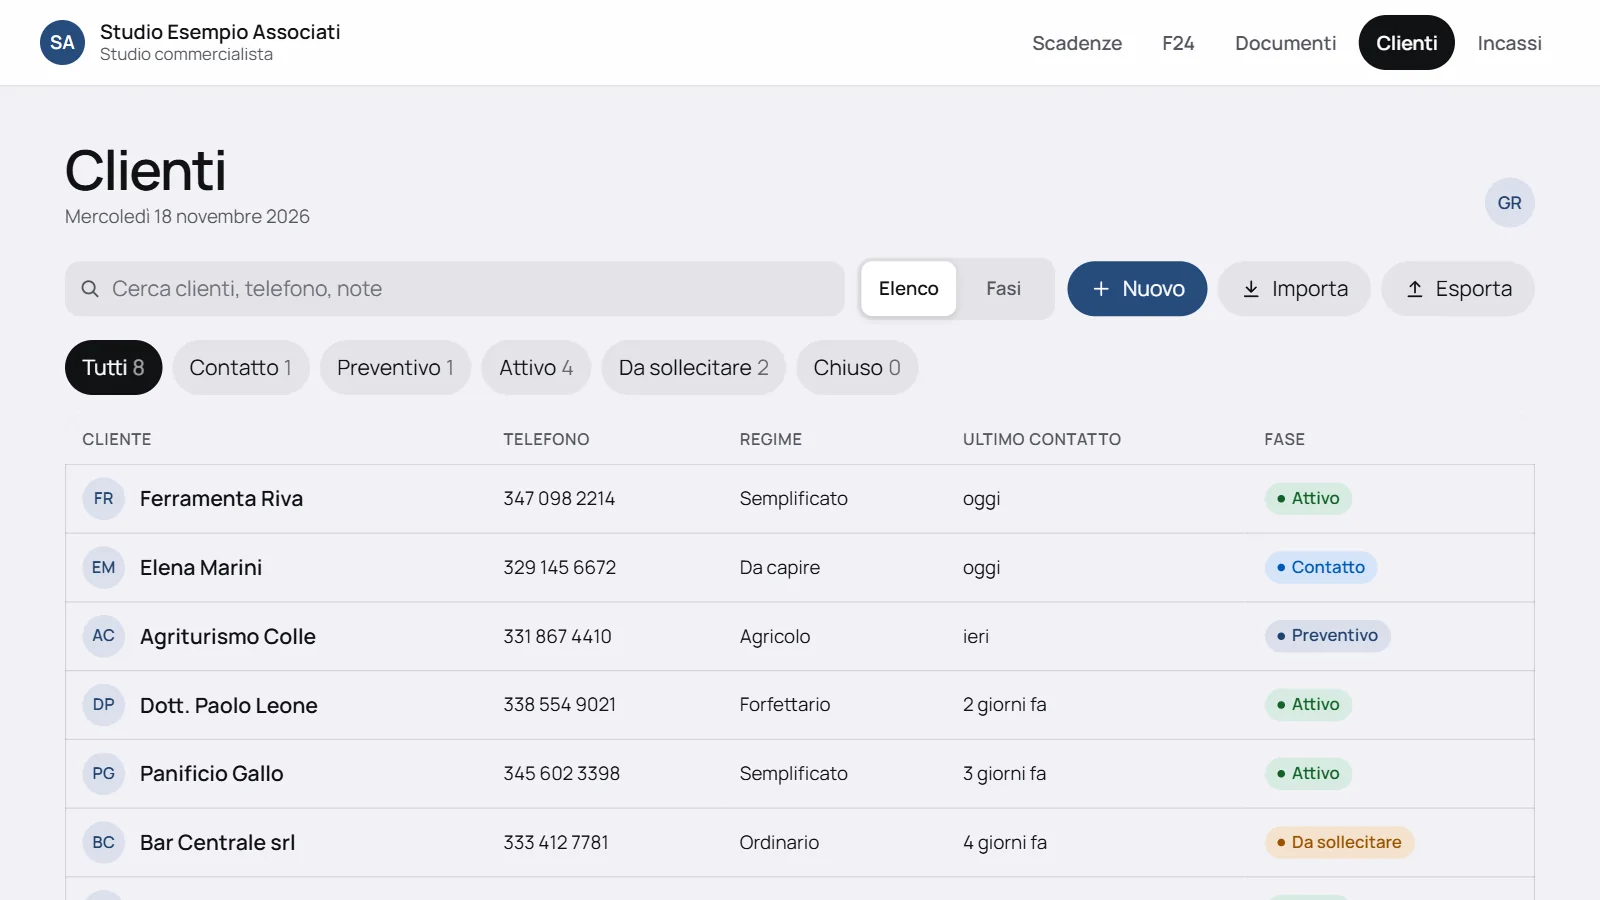 SA
Studio Esempio Associati
Studio commercialista
Scadenze F24 Documenti Clienti Incassi
Clienti
Mercoledì 18 novembre 2026
GR
Cerca clienti, telefono, note
Elenco Fasi + Nuovo Importa Esporta
Tutti 8 Contatto 1 Preventivo 1 Attivo 4 Da sollecitare 2 Chiuso 0
CLIENTE TELEFONO REGIME ULTIMO CONTATTO FASE
FR Ferramenta Riva 347 098 2214 Semplificato oggi Attivo
EM Elena Marini 329 145 6672 Da capire oggi Contatto
AC Agriturismo Colle 331 867 4410 Agricolo ieri Preventivo
DP Dott. Paolo Leone 338 554 9021 Forfettario 2 giorni fa Attivo
PG Panificio Gallo 345 602 3398 Semplificato 3 giorni fa Attivo
BC Bar Centrale srl 333 412 7781 Ordinario 4 giorni fa Da sollecitare